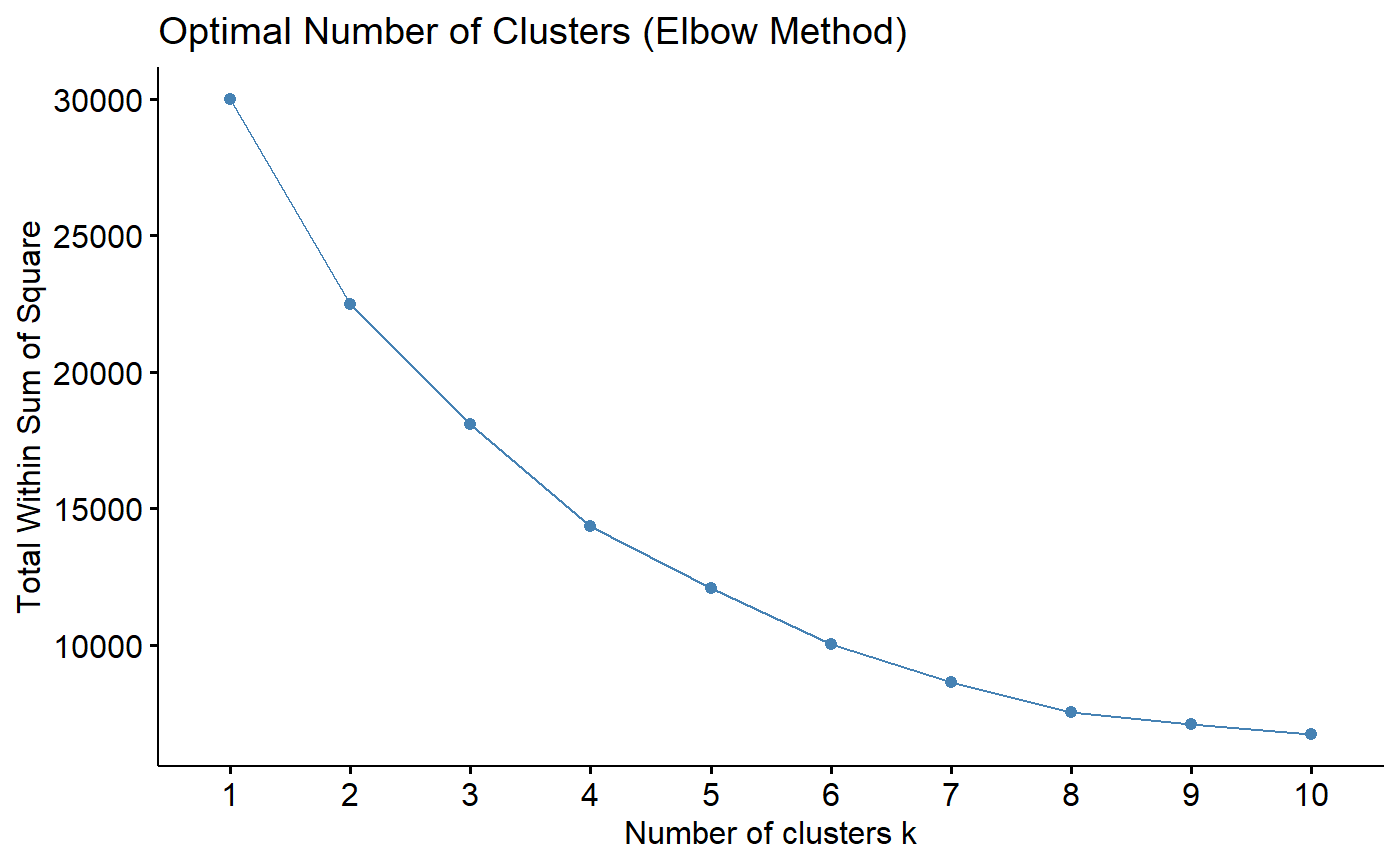 Optimal Number of Clusters (Elbow Method)
Total Within Sum of Square
30000
25000
20000
15000
10000
1 2 3 4 5 6 7 8 9 10
Number of clusters k